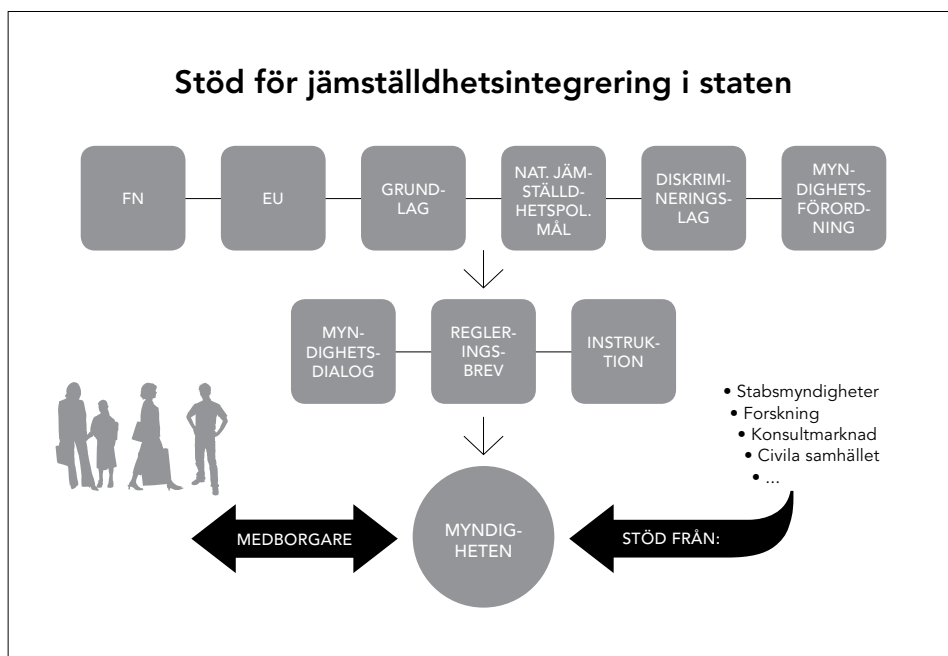 Stöd för jämställdhetsintegrering i staten
FN
EU
GRUND-
LAG
NAT. JÄM-
STÄLLD-
HETSPOL.
MÅL
DISKRIMI-
NERINGS-
LAG
MYN-
DIGHETS-
FÖRORD-
NING
MYN-
DIGHETS-
DIALOG
REGLER-
INGS-
BREV
INSTRUK-
TION
• Stabsmyndigheter
• Forskning
• Konsultmarknad
• Civila samhället
• ...
MEDBORGARE
MYNDIG-
HETEN
STÖD FRÅN: